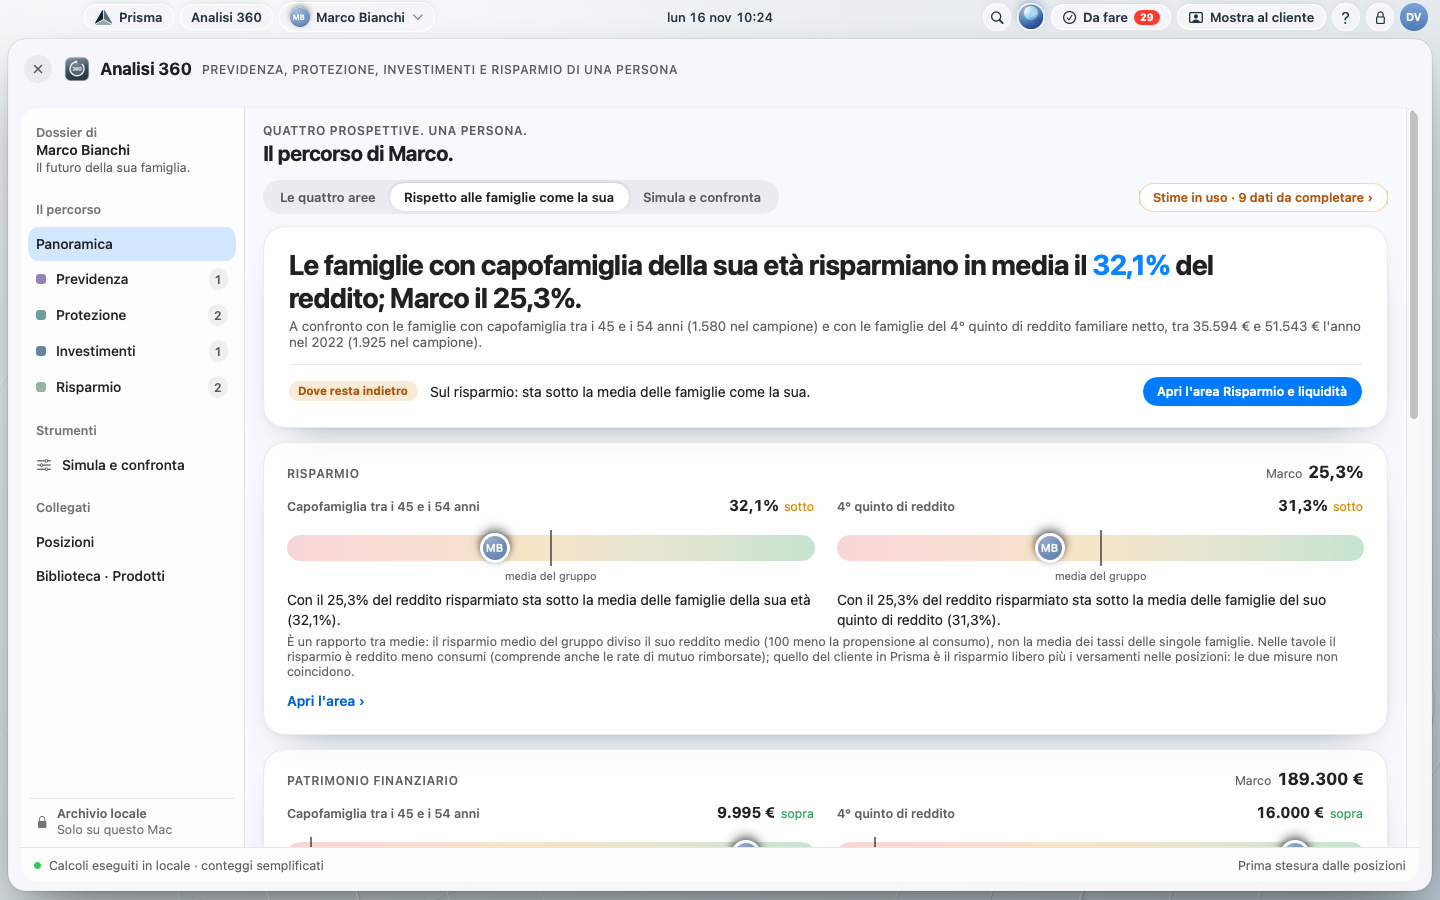 Prisma
Analisi 360
MB Marco Bianchi
lun 16 nov 10:24
Da fare 29
Mostra al cliente
?
DV
360 Analisi 360 PREVIDENZA, PROTEZIONE, INVESTIMENTI E RISPARMIO DI UNA PERSONA
Dossier di
Marco Bianchi
Il futuro della sua famiglia.
Il percorso
Panoramica
Previdenza 1
Protezione 2
Investimenti 1
Risparmio 2
Strumenti
Simula e confronta
Collegati
Posizioni
Biblioteca · Prodotti
Archivio locale
Solo su questo Mac
QUATTRO PROSPETTIVE. UNA PERSONA.
Il percorso di Marco.
Le quattro aree
Rispetto alle famiglie come la sua
Simula e confronta
Stime in uso · 9 dati da completare ›
Le famiglie con capofamiglia della sua età risparmiano in media il 32,1% del
reddito; Marco il 25,3%.
A confronto con le famiglie con capofamiglia tra i 45 e i 54 anni (1.580 nel campione) e con le famiglie del 4° quinto di reddito familiare netto, tra 35.594 € e 51.543 € l'anno
nel 2022 (1.925 nel campione).
Dove resta indietro Sul risparmio: sta sotto la media delle famiglie come la sua.
Apri l'area Risparmio e liquidità
RISPARMIO
Marco 25,3%
Capofamiglia tra i 45 e i 54 anni 32,1% sotto
MB
media del gruppo
Con il 25,3% del reddito risparmiato sta sotto la media delle famiglie della sua età
(32,1%).
4° quinto di reddito 31,3% sotto
MB
media del gruppo
Con il 25,3% del reddito risparmiato sta sotto la media delle famiglie del suo
quinto di reddito (31,3%).
È un rapporto tra medie: il risparmio medio del gruppo diviso il suo reddito medio (100 meno la propensione al consumo), non la media dei tassi delle singole famiglie. Nelle tavole il
risparmio è reddito meno consumi (comprende anche le rate di mutuo rimborsate); quello del cliente in Prisma è il risparmio libero più i versamenti nelle posizioni: le due misure non
coincidono.
Apri l'area ›
PATRIMONIO FINANZIARIO
Marco 189.300 €
Capofamiglia tra i 45 e i 54 anni 9.995 € sopra
4° quinto di reddito 16.000 € sopra
Calcoli eseguiti in locale · conteggi semplificati
Prima stesura dalle posizioni